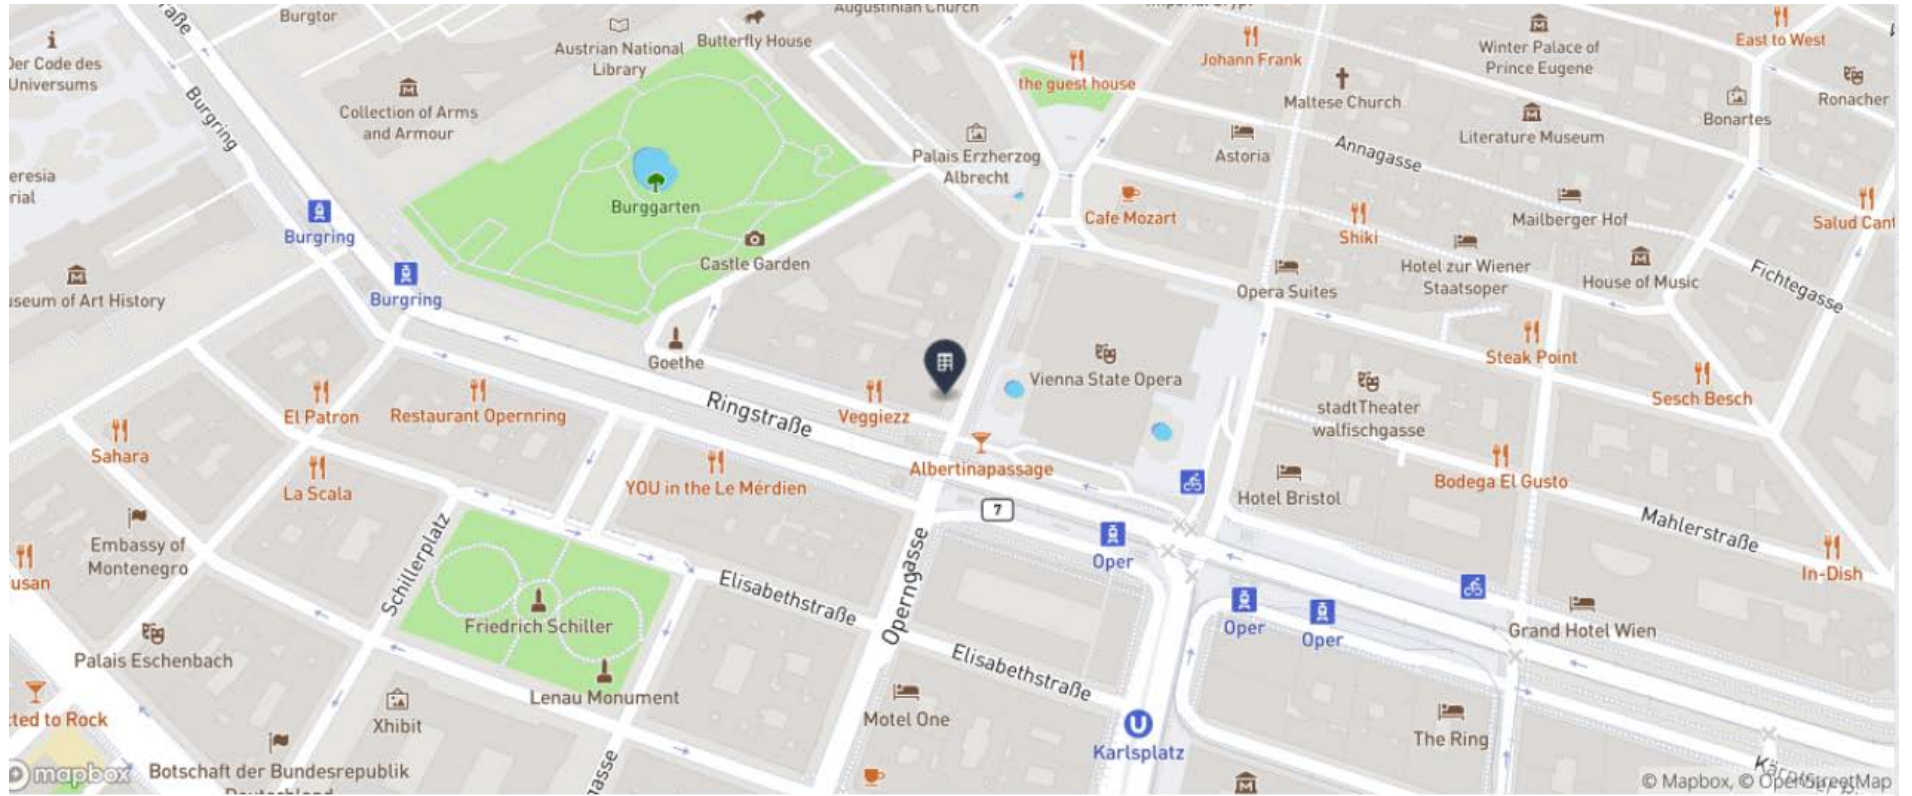 Burgtor
Austrian National
Library
Butterfly House
Augustinian Church
Johann Frank
Winter Palace of
Prince Eugene
East to West
Der Code des
Universums
Collection of Arms
and Armour
the guest house
Maltese Church
Literature Museum
Bonartes
Ronacher
Burgring
Palais Erzherzog
Albrecht
Astoria
Annagasse
Burggarten
Cafe Mozart
Shiki
Mailberger Hof
Salud Cant
Burgring
Castle Garden
Hotel zur Wiener
Staatsoper
House of Music
Fichtegasse
Burgring
seum of Art History
Opera Suites
Goethe
Steak Point
Vienna State Opera
Sesch Besch
El Patron
Restaurant Opernring
Ringstraße
Veggiezz
stadtTheater
walfischgasse
Sahara
La Scala
YOU in the Le Mérdien
Albertinapassage
Hotel Bristol
Bodega El Gusto
7
Mahlerstraße
Embassy of
Montenegro
Schillerplatz
Oper
In-Dish
usan
Elisabethstraße
Operngasse
Friedrich Schiller
Oper
Oper
Grand Hotel Wien
Palais Eschenbach
Elisabethstraße
Lenau Monument
tted to Rock
Xhibit
Motel One
The Ring
Karlsplatz
mapbox
Botschaft der Bundesrepublik
Deutschland
gasse
© Mapbox, © OpenStreetMap